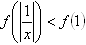 f(|1/x|) < f(1)